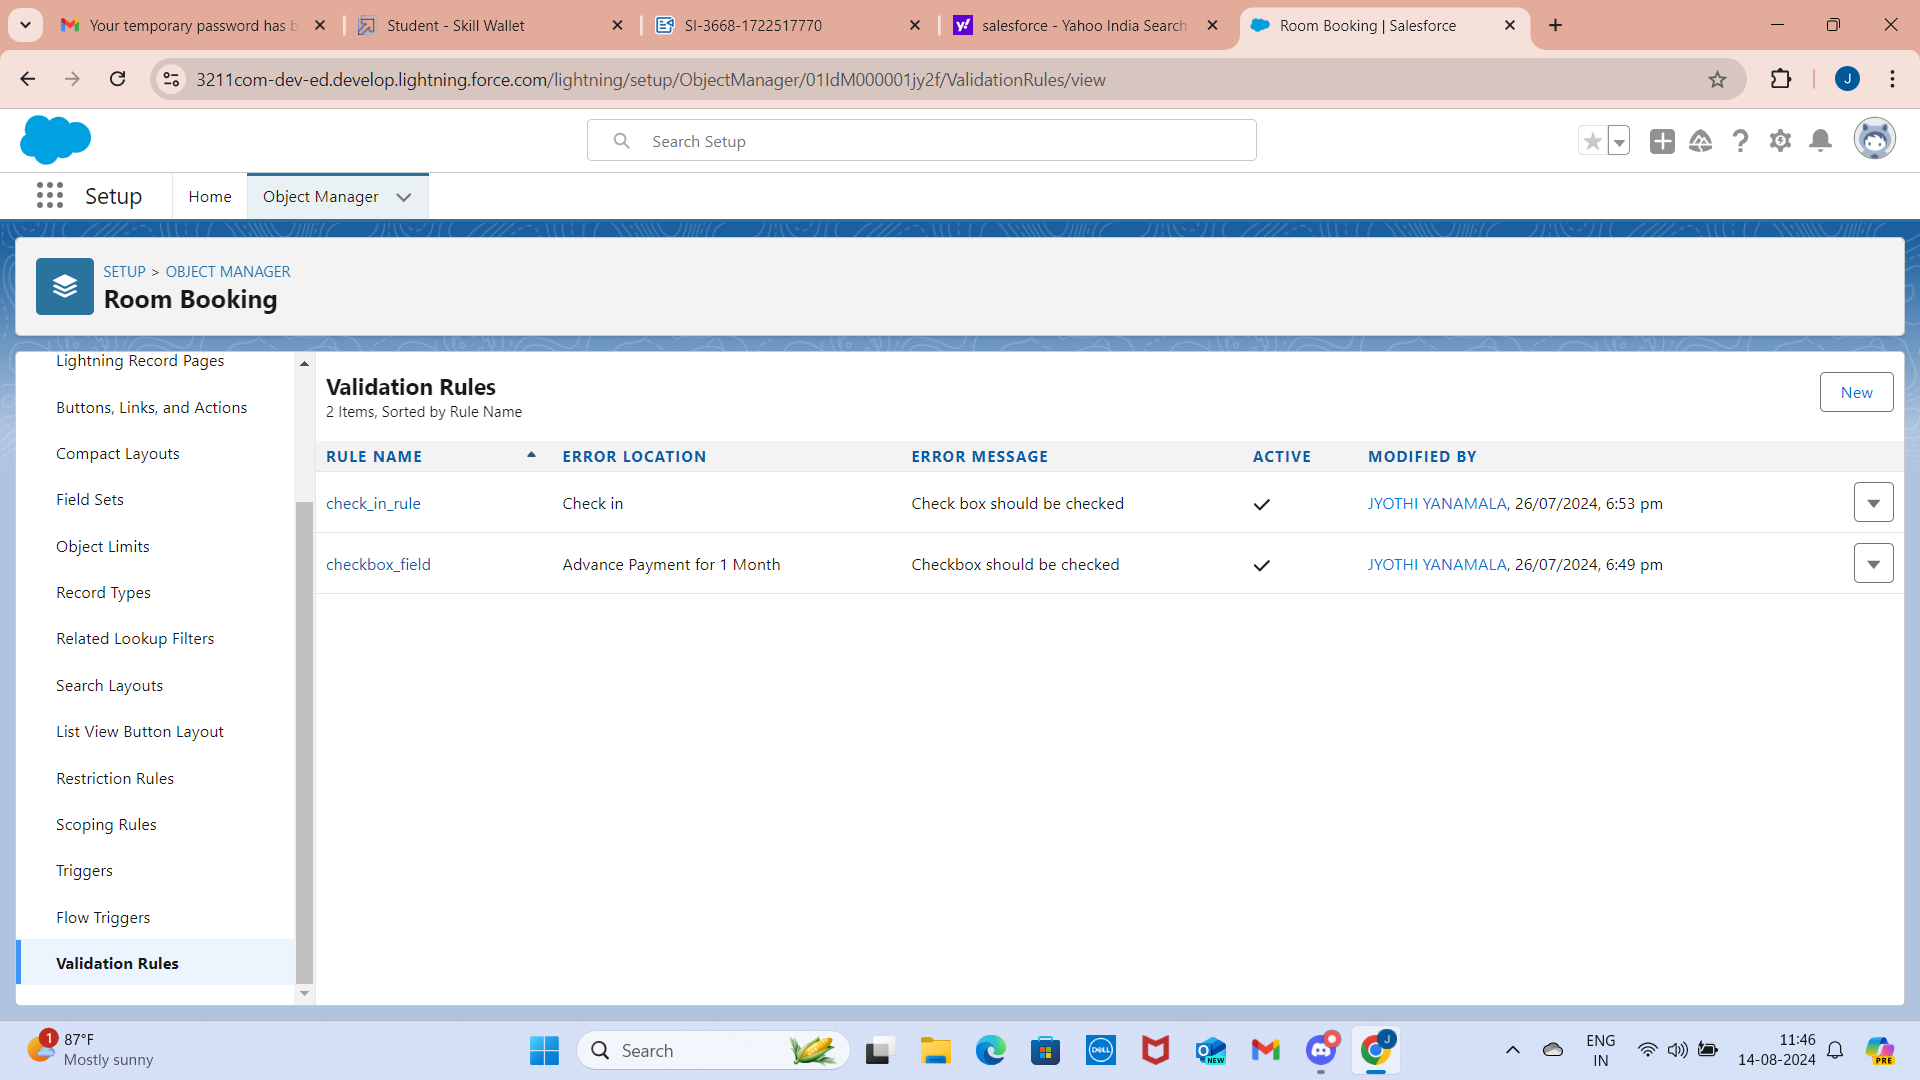 Your temporary password has b
Student - Skill Wallet
SI-3668-1722517770
salesforce - Yahoo India Search
Room Booking | Salesforce
3211com-dev-ed.develop.lightning.force.com/lightning/setup/ObjectManager/01IdM000001jy2f/ValidationRules/view
J
Search Setup
Setup
Home
Object Manager
SETUP > OBJECT MANAGER
Room Booking
Lightning Record Pages
Buttons, Links, and Actions
Compact Layouts
Field Sets
Object Limits
Record Types
Related Lookup Filters
Search Layouts
List View Button Layout
Restriction Rules
Scoping Rules
Triggers
Flow Triggers
Validation Rules
Validation Rules
2 Items, Sorted by Rule Name
New
RULE NAME ERROR LOCATION ERROR MESSAGE ACTIVE MODIFIED BY
check_in_rule Check in Check box should be checked JYOTHI YANAMALA, 26/07/2024, 6:53 pm
checkbox_field Advance Payment for 1 Month Checkbox should be checked JYOTHI YANAMALA, 26/07/2024, 6:49 pm
1
87°F
Mostly sunny
Search
DELL
NEW
J
ENG
IN
11:46
14-08-2024
PRE